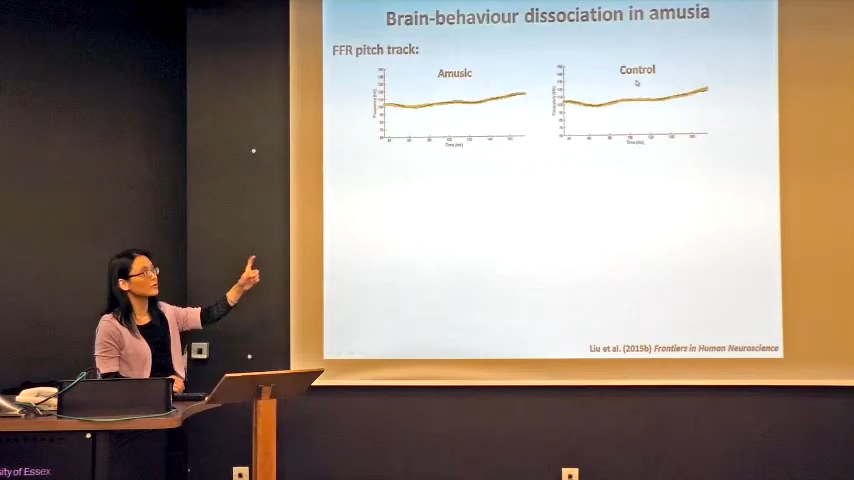 Brain-behaviour dissociation in amusia
FFR pitch track:
Amusic
Control
Frequency (Hz)
Time (ms)
Frequency (Hz)
Time (ms)
Liu et al. (2015b) Frontiers in Human Neuroscience
sity of Essex